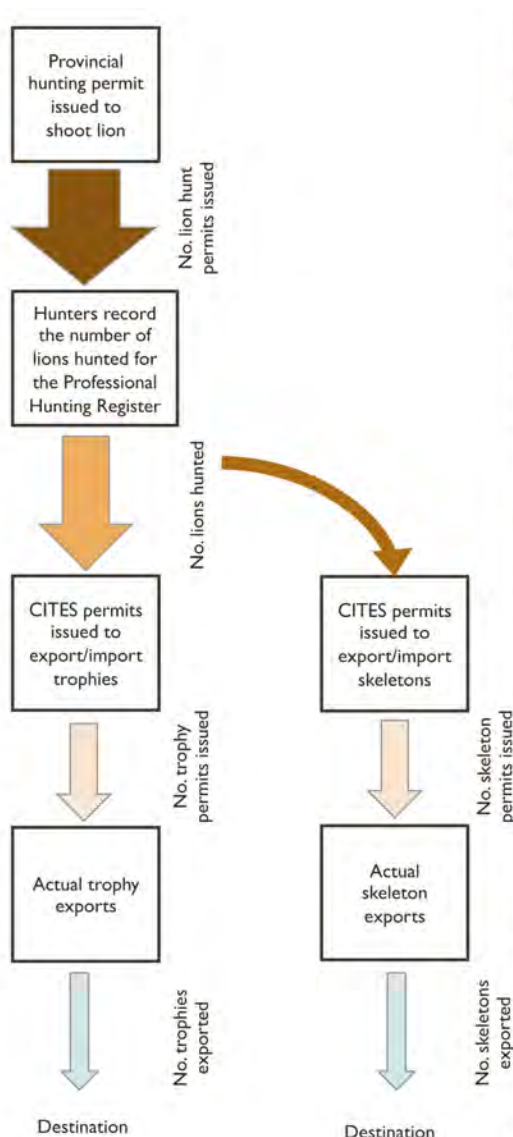 Provincial
hunting permit
issued to
shoot lion
No. lion hunt
permits issued
Hunters record
the number of
lions hunted for
the Professional
Hunting Register
No. lions hunted
CITES permits
issued to
export/import
trophies
CITES permits
issued to
export/import
skeletons
No. trophy
permits issued
No. skeleton
permits issued
Actual trophy
exports
Actual
skeleton
exports
No. trophies
exported
No. skeletons
exported
Destination
Destination